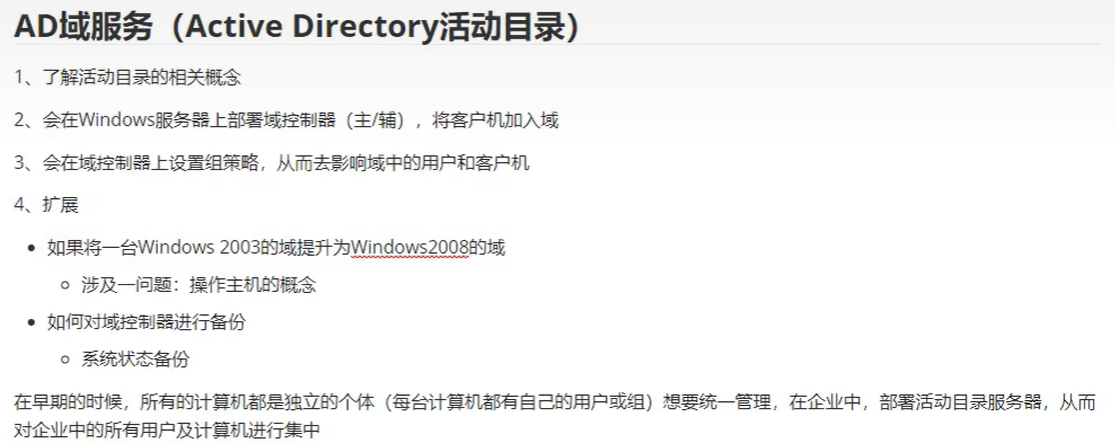 AD域服务（Active Directory活动目录）
1、了解活动目录的相关概念
2、会在Windows服务器上部署域控制器（主/辅），将客户机加入域
3、会在域控制器上设置组策略，从而去影响域中的用户和客户机
4、扩展
如果将一台Windows 2003的域提升为Windows2008的域
涉及一问题：操作主机的概念
如何对域控制器进行备份
系统状态备份
在早期的时候，所有的计算机都是独立的个体（每台计算机都有自己的用户或组）想要统一管理，在企业中，部署活动目录服务器，从而
对企业中的所有用户及计算机进行集中